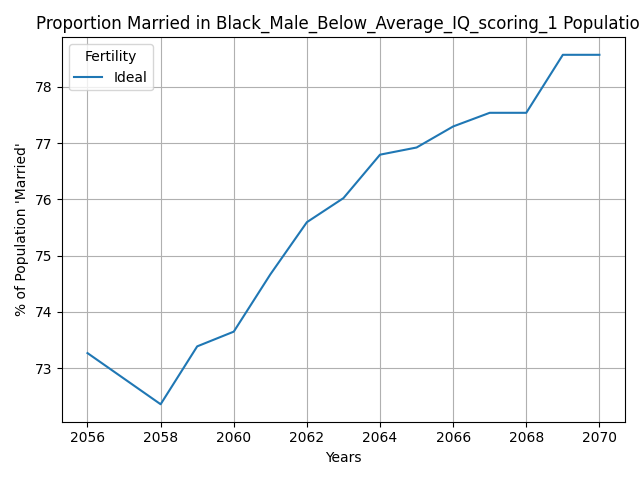 Proportion Married in Black_Male_Below_Average_IQ_scoring_1 Populatio
Fertility
Ideal
% of Population 'Married'
78
77
76
75
74
73
2056 2058 2060 2062 2064 2066 2068 2070
Years